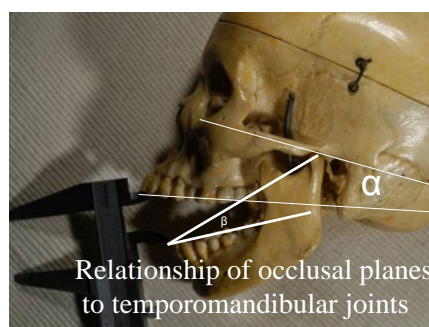 α
β
Relationship of occlusal planes
to temporomandibular joints